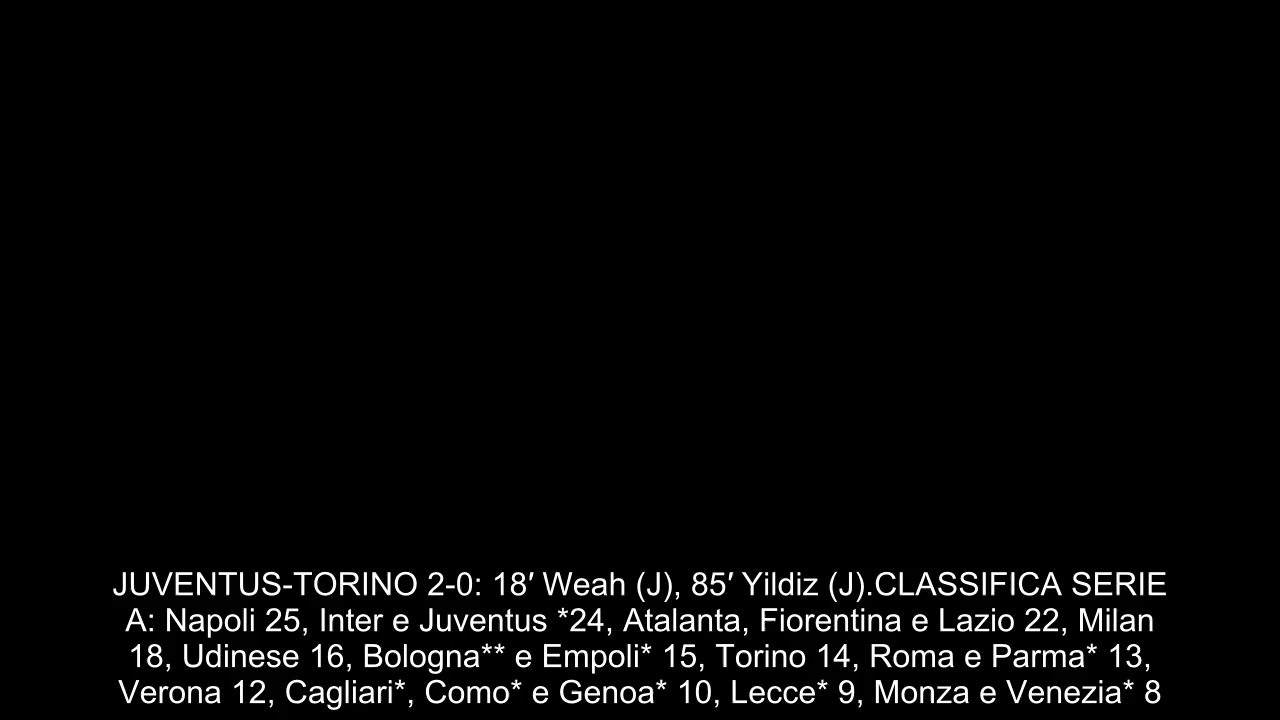 JUVENTUS-TORINO 2-0: 18′ Weah (J), 85′ Yildiz (J).CLASSIFICA SERIE
A: Napoli 25, Inter e Juventus *24, Atalanta, Fiorentina e Lazio 22, Milan
18, Udinese 16, Bologna** e Empoli* 15, Torino 14, Roma e Parma* 13,
Verona 12, Cagliari*, Como* e Genoa* 10, Lecce* 9, Monza e Venezia* 8